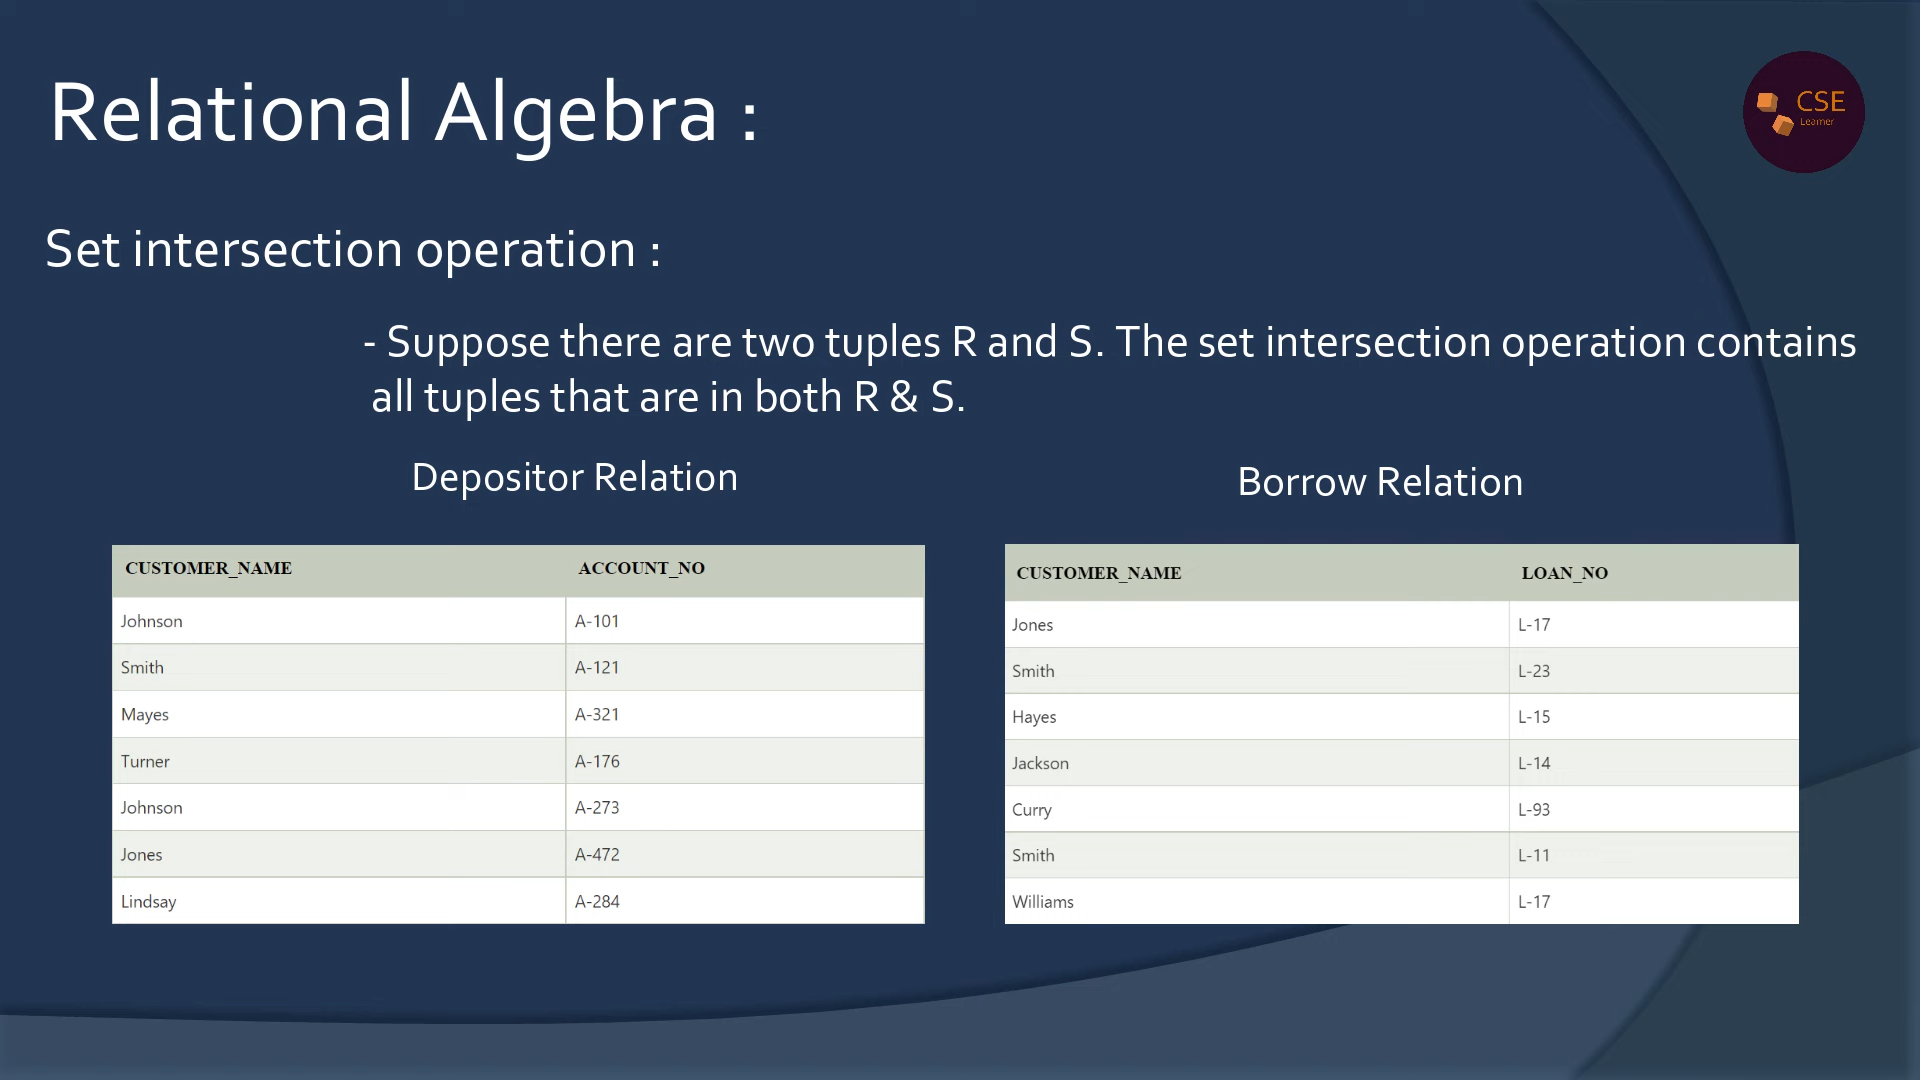 Relational Algebra :
CSE
Learner
Set intersection operation :
- Suppose there are two tuples R and S. The set intersection operation contains
all tuples that are in both R & S.
Depositor Relation
Borrow Relation
CUSTOMER_NAME ACCOUNT_NO
Johnson A-101
Smith A-121
Mayes A-321
Turner A-176
Johnson A-273
Jones A-472
Lindsay A-284
CUSTOMER_NAME LOAN_NO
Jones L-17
Smith L-23
Hayes L-15
Jackson L-14
Curry L-93
Smith L-11
Williams L-17